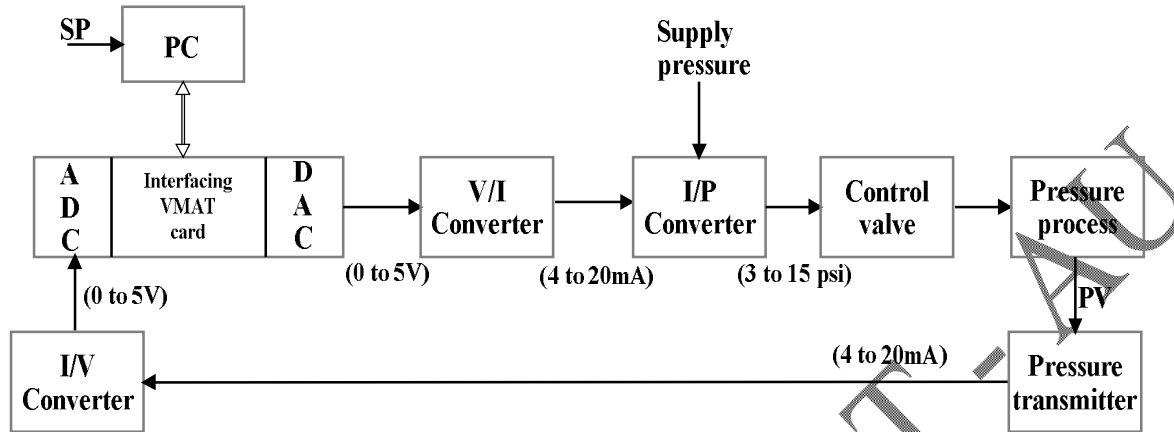 SP
PC
Supply
pressure
A
D
C
Interfacing
VMAT
card
D
A
C
V/I
Converter
I/P
Converter
Control
valve
Pressure
process
(0 to 5V)
(0 to 5V)
(4 to 20mA)
(3 to 15 psi)
PV
I/V
Converter
(4 to 20mA)
Pressure
transmitter
T - AU